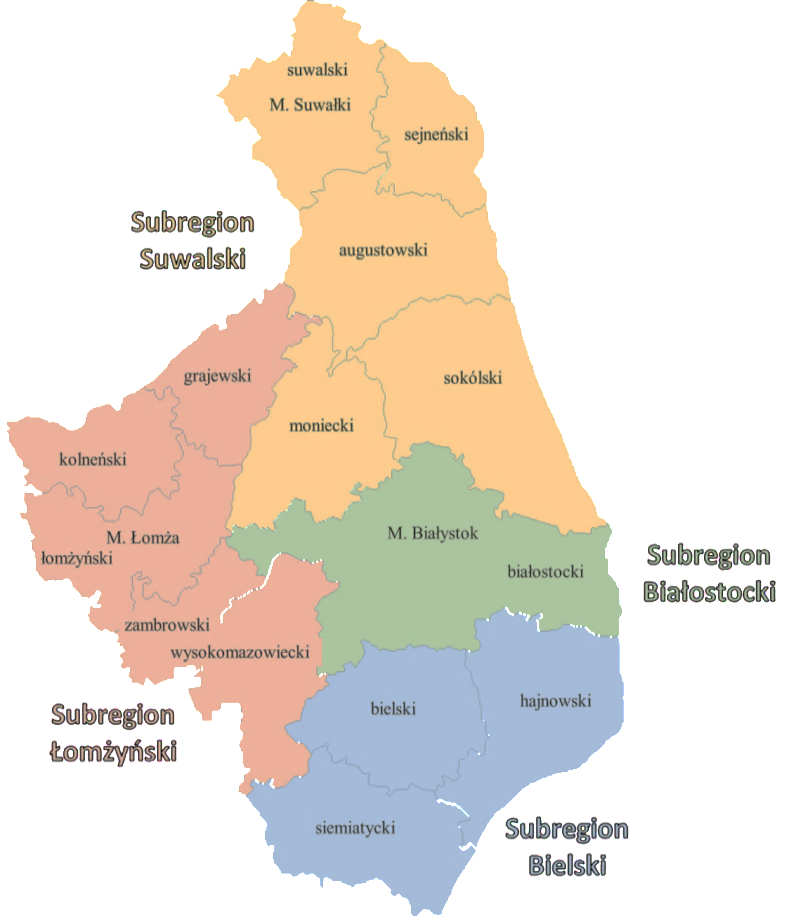 suwalski
M. Suwałki
sejneński
Subregion
Suwalski
augustowski
grajewski
sokólski
moniecki
kolneński
M. Łomża
łomżyński
M. Białystok
białostocki
Subregion
Białostocki
zambrowski
wysokomazowiecki
Subregion
Łomżyński
bielski
hajnowski
siemiatycki
Subregion
Bielski